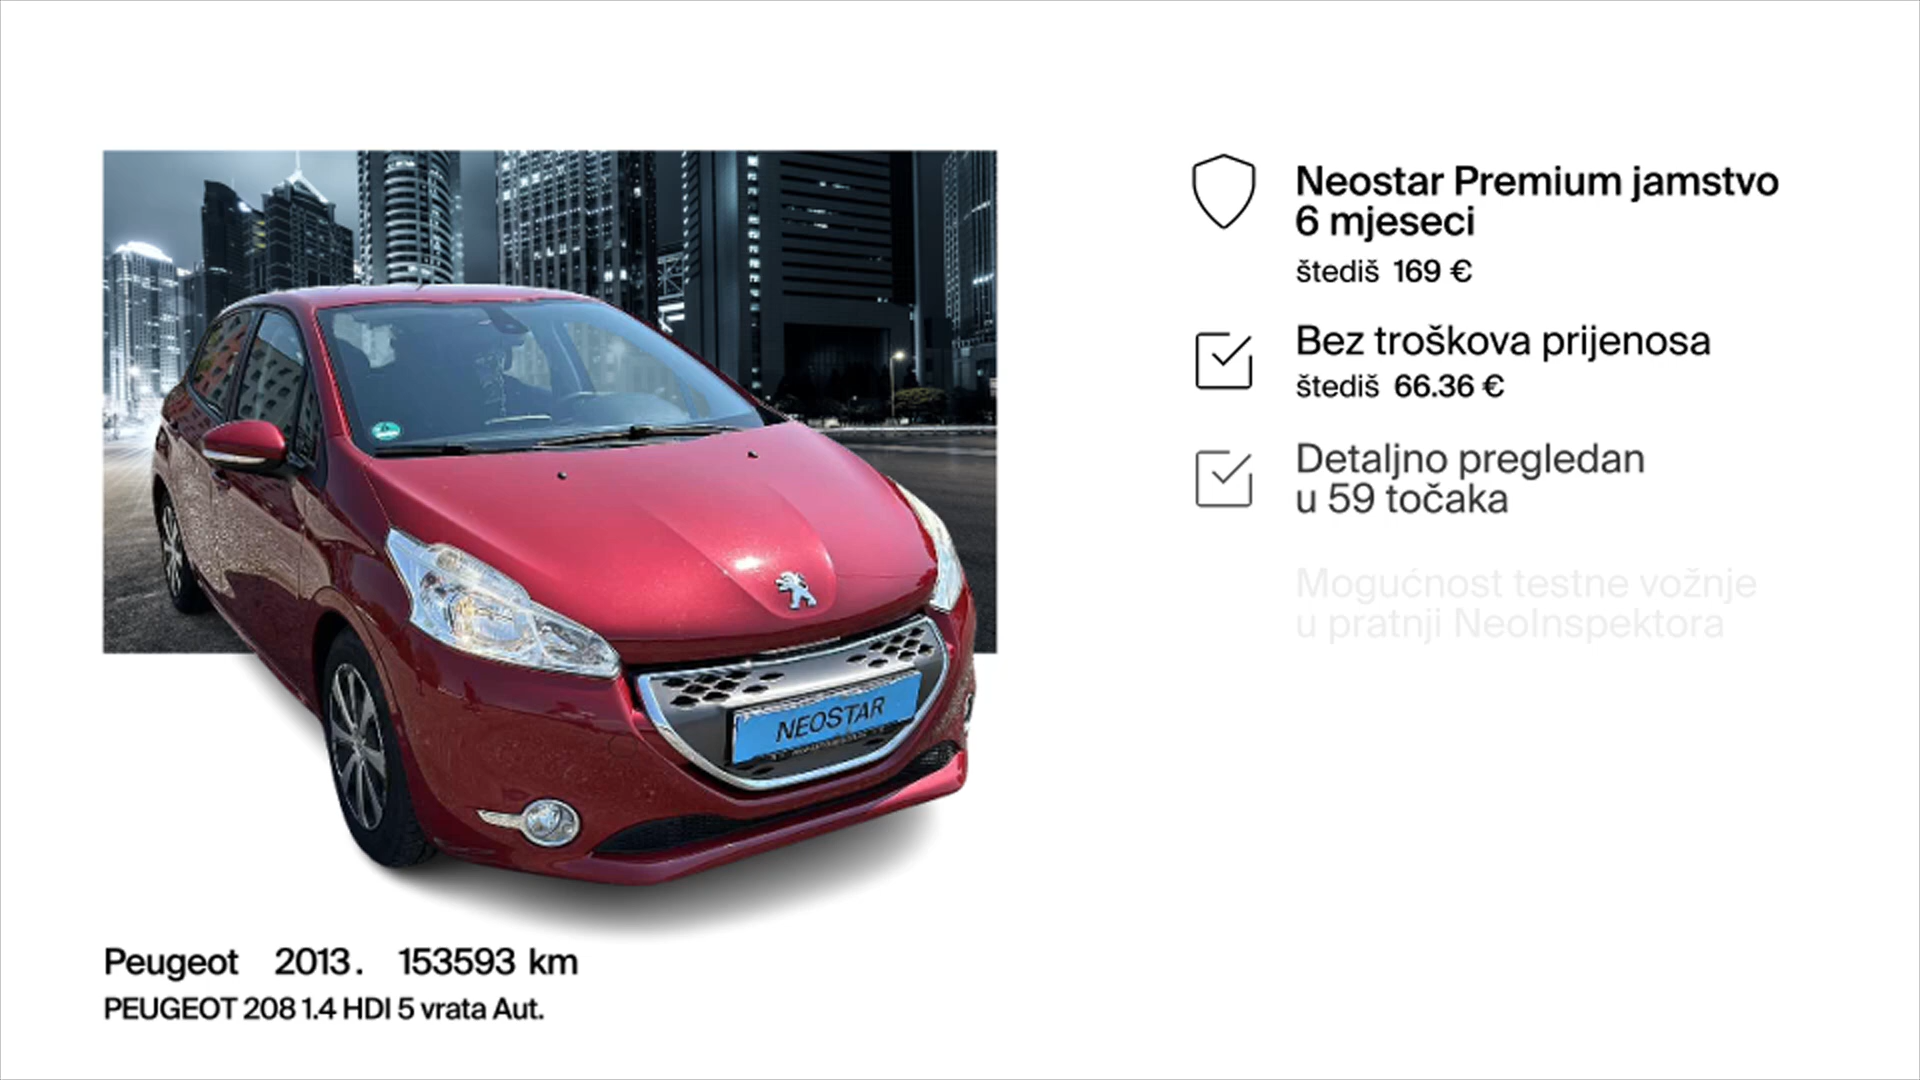 Neostar Premium jamstvo
6 mjeseci
štediš 169 €
Bez troškova prijenosa
štediš 66.36 €
Detaljno pregledan
u 59 točaka
Mogućnost testne vožnje
u pratnji NeoInspektora
NEOSTAR
Peugeot 2013. 153593 km
PEUGEOT 208 1.4 HDI 5 vrata Aut.